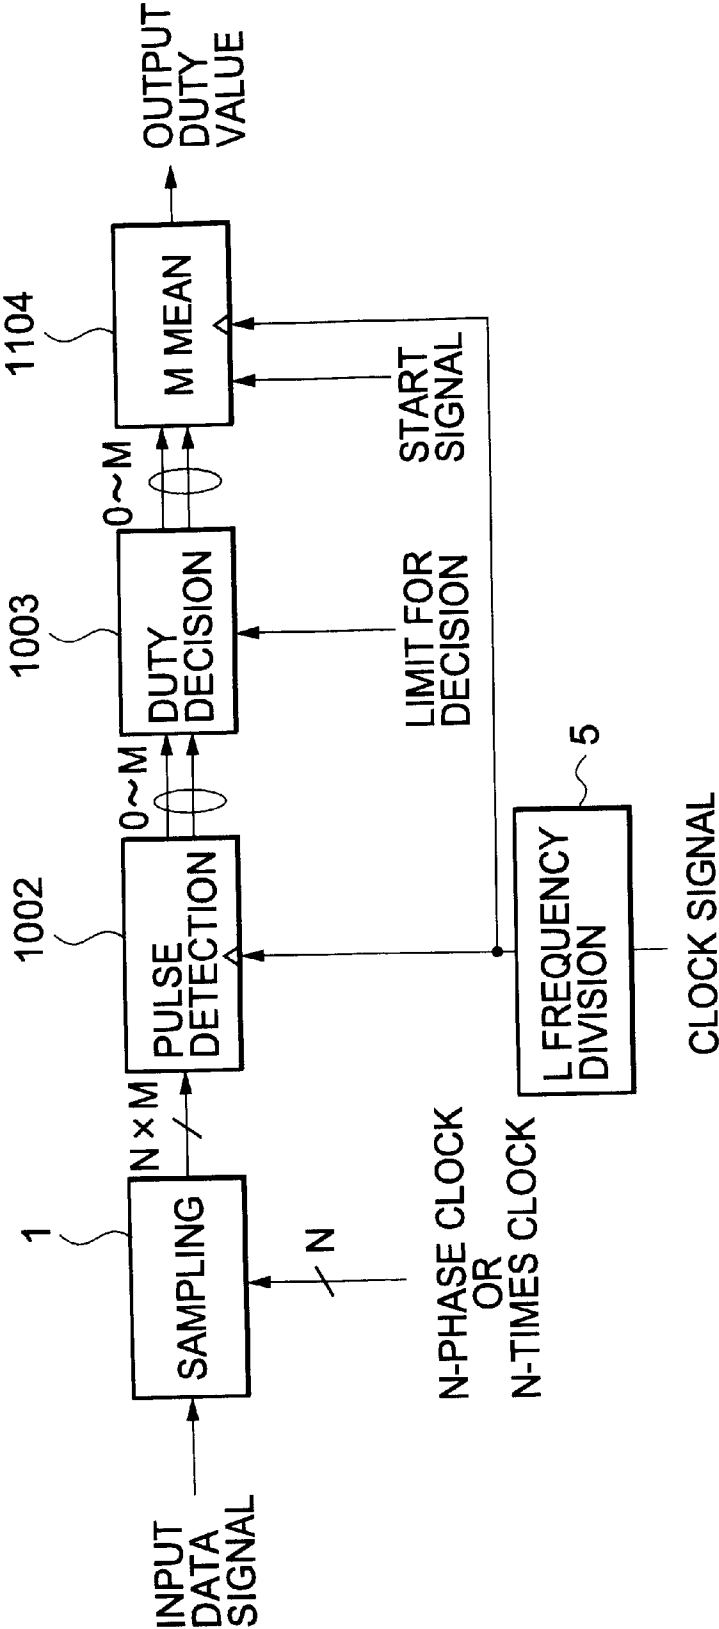 INPUT
DATA
SIGNAL
1
SAMPLING
N
N-PHASE CLOCK
OR
N-TIMES CLOCK
N×M
1002
PULSE
DETECTION
0~M
1003
DUTY
DECISION
LIMIT FOR
DECISION
0~M
1104
M MEAN
START
SIGNAL
OUTPUT
DUTY
VALUE
5
L FREQUENCY
DIVISION
CLOCK SIGNAL